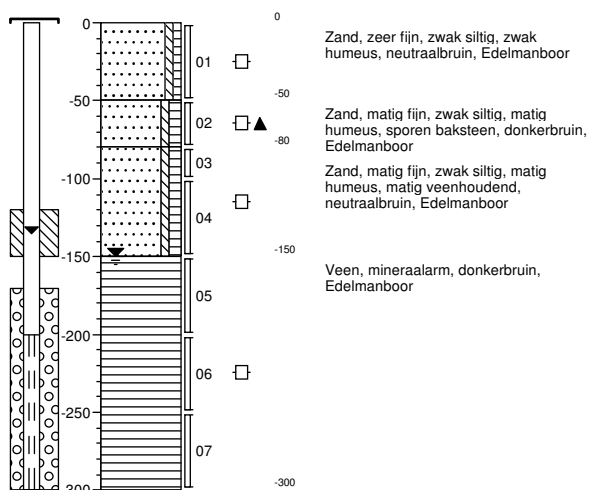 0
-50
-100
-150
-200
-250
-300
01
02
03
04
05
06
07
0
-50
-80
-150
-300
Zand, zeer fijn, zwak siltig, zwak
humeus, neutraalbruin, Edelmanboor
Zand, matig fijn, zwak siltig, matig
humeus, sporen baksteen, donkerbruin,
Edelmanboor
Zand, matig fijn, zwak siltig, matig
humeus, matig veenhoudend,
neutraalbruin, Edelmanboor
Veen, mineraalarm, donkerbruin,
Edelmanboor